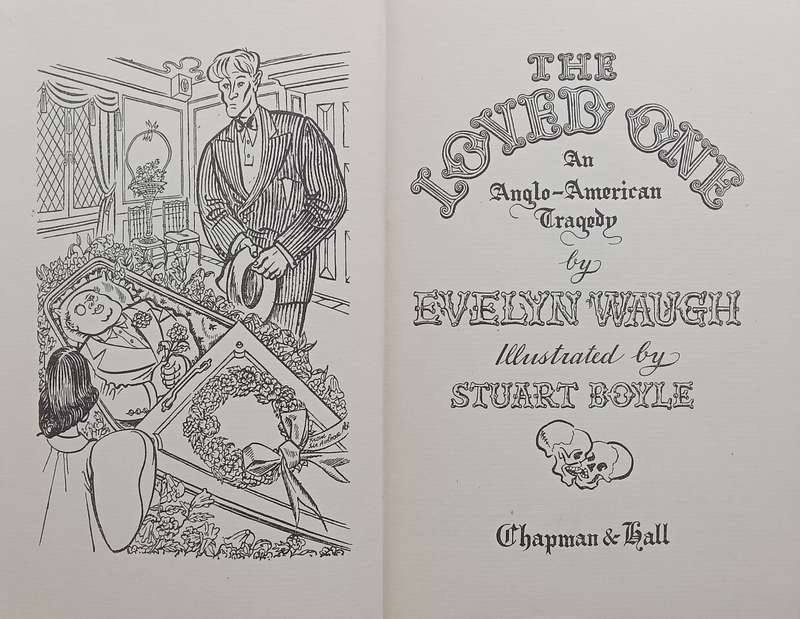 THE
LOVED ONE
An
Anglo-American
Tragedy
by
EVELYN WAUGH
Illustrated by
STUART BOYLE
Chapman & Hall